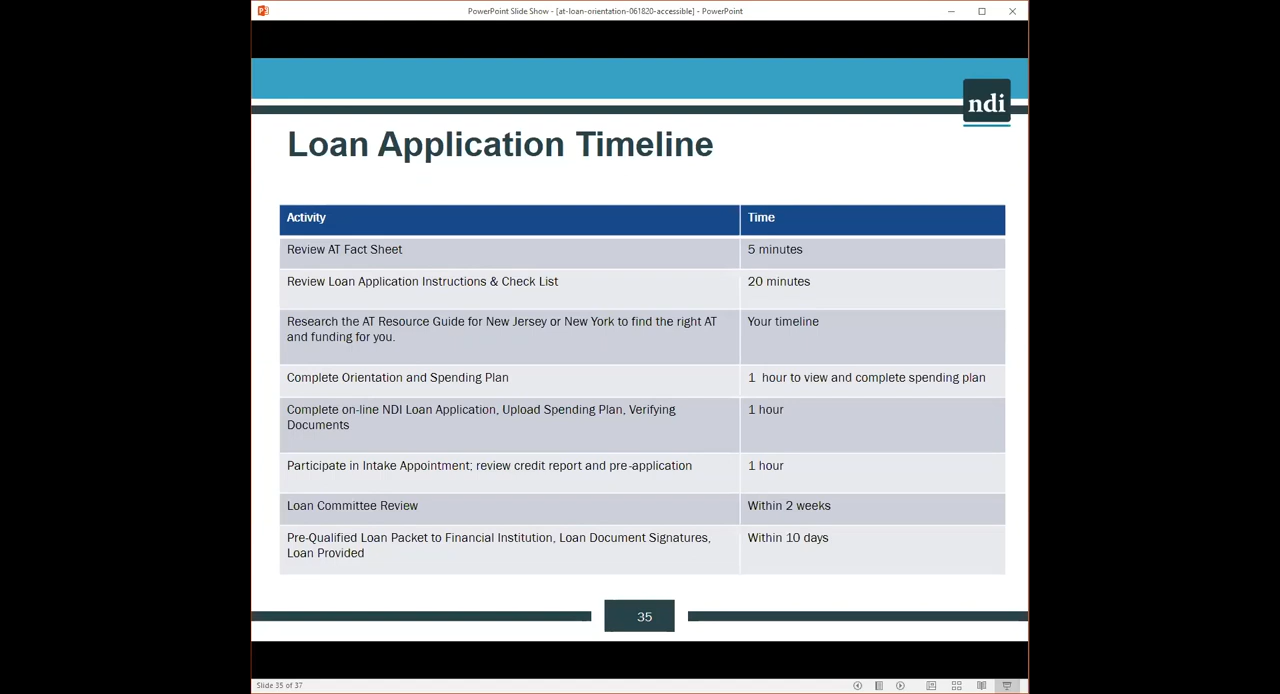 PowerPoint Slide Show - [at-loan-orientation-061820-accessible] - PowerPoint
ndi
Loan Application Timeline
Activity Time
Review AT Fact Sheet 5 minutes
Review Loan Application Instructions & Check List 20 minutes
Research the AT Resource Guide for New Jersey or New York to find the right AT Your timeline
and funding for you.
Complete Orientation and Spending Plan 1 hour to view and complete spending plan
Complete on-line NDI Loan Application, Upload Spending Plan, Verifying 1 hour
Documents
Participate in Intake Appointment; review credit report and pre-application 1 hour
Loan Committee Review Within 2 weeks
Pre-Qualified Loan Packet to Financial Institution, Loan Document Signatures, Within 10 days
Loan Provided
35
Slide 35 of 37